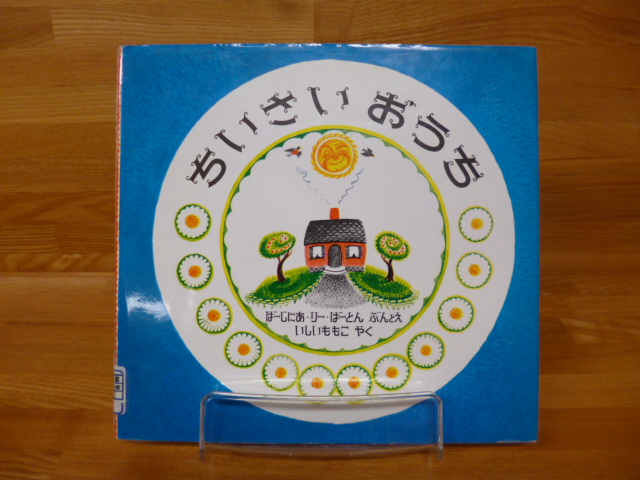 ちいさいおうち
ばーじにあ・りー・ばーとん ぶんとえ
いしいももこ やく